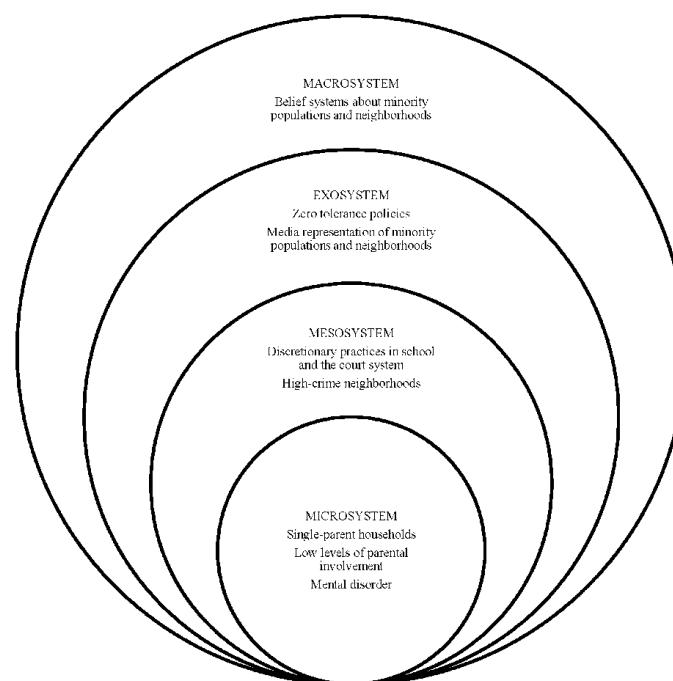 MACROSYSTEM
Belief systems about minority
populations and neighborhoods
EXOSYSTEM
Zero tolerance policies
Media representation of minority
populations and neighborhoods
MESOSYSTEM
Discretionary practices in school
and the court system
High-crime neighborhoods
MICROSYSTEM
Single-parent households
Low levels of parental
involvement
Mental disorder